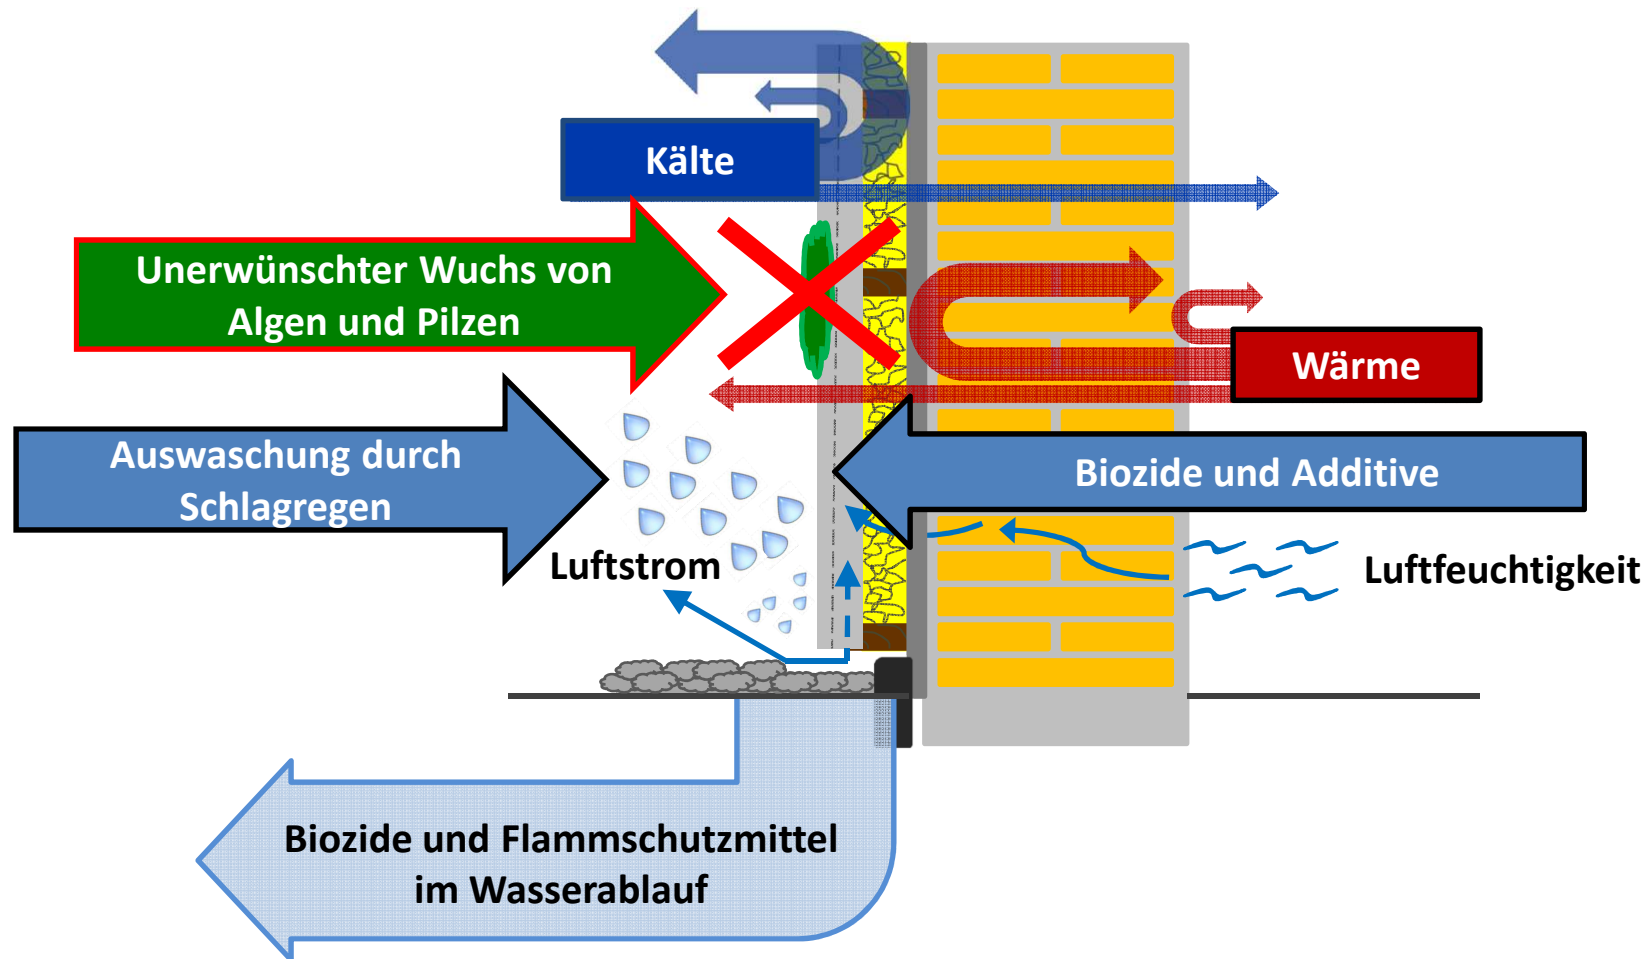 Kälte
Unerwünschter Wuchs von
Algen und Pilzen
Wärme
Auswaschung durch
Schlagregen
Biozide und Additive
Luftstrom
Luftfeuchtigkeit
Biozide und Flammschutzmittel
im Wasserablauf